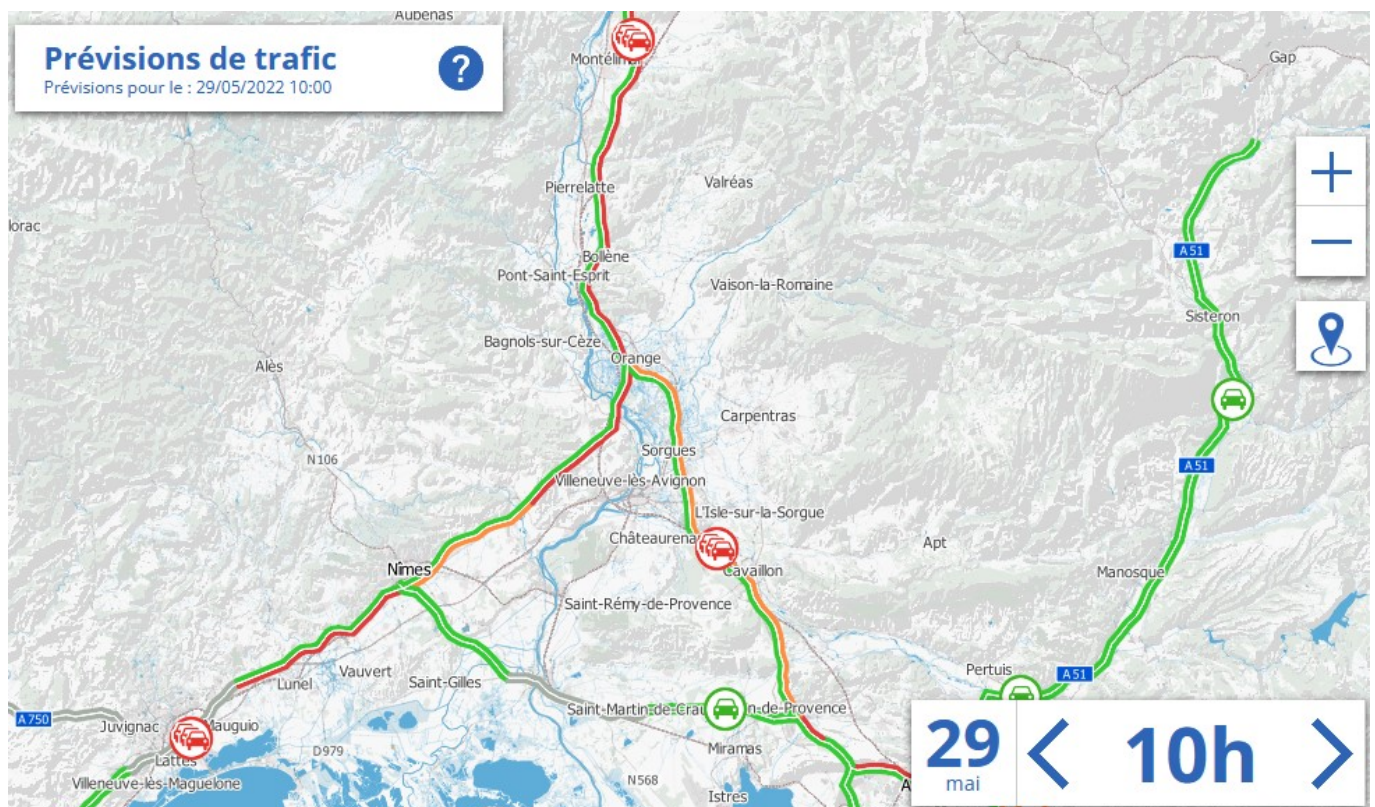 Aubenas
Prévisions de trafic
Prévisions pour le : 29/05/2022 10:00
?
Gap
Pierrelatte
Valréas
Bollène
Pont-Saint-Esprit
Vaison-la-Romaine
A51
Sisteron
Bagnols-sur-Cèze
Orange
Alès
Carpentras
Sorgues
N106
A51
Villeneuve-lès-Avignon
L'Isle-sur-la-Sorgue
Apt
Cavaillon
Nîmes
Manosque
Saint-Rémy-de-Provence
Vauvert
Lunel
Saint-Gilles
Pertuis
A51
Saint-Martin-de-Crau
A750
Juvignac
Mauguio
Miramas
D979
Lattes
Villeneuve-lès-Maguelone
N568
Istres
29
mai
10h